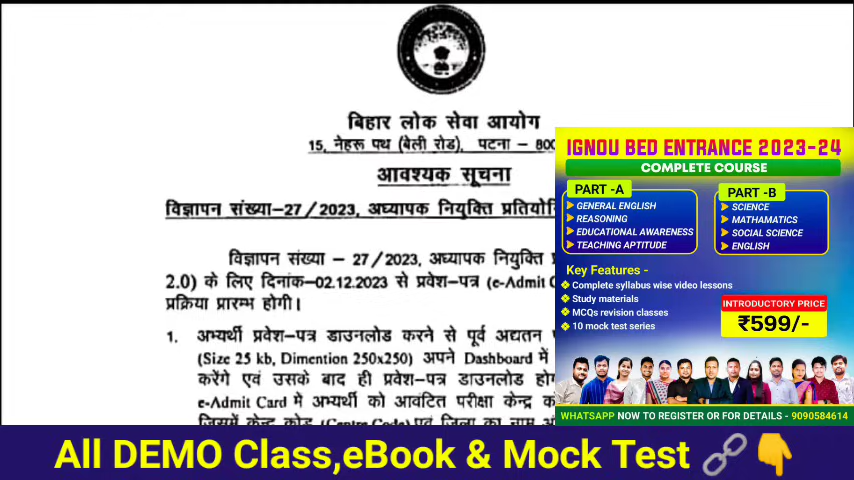 बिहार लोक सेवा आयोग
15, नेहरू पथ (बेली रोड), पटना – 800
आवश्यक सूचना
विज्ञापन संख्या–27/2023, अध्यापक नियुक्ति
विज्ञापन संख्या – 27/2023, अध्यापक नियुक्ति
2.0) के लिए दिनांक–02.12.2023 से प्रवेश–पत्र (e-Admit
प्रक्रिया प्रारम्भ होगी।
1. अभ्यर्थी प्रवेश–पत्र डाउनलोड करने से पूर्व अद्यतन
(Size 25 kb, Dimention 250x250) अपने Dashboard में
करेंगे एवं उसके बाद ही प्रवेश–पत्र डाउनलोड
e-Admit Card में अभ्यर्थी को आवंटित परीक्षा केन्द्र
जिसमें केन्द्र कोड (Centre Code) एवं जिला का नाम
IGNOU BED ENTRANCE 2023-24
COMPLETE COURSE
PART -A
GENERAL ENGLISH
REASONING
EDUCATIONAL AWARENESS
TEACHING APTITUDE
PART -B
SCIENCE
MATHAMATICS
SOCIAL SCIENCE
ENGLISH
Key Features -
Complete syllabus wise video lessons
Study materials
MCQs revision classes
10 mock test series
INTRODUCTORY PRICE
₹599/-
WHATSAPP NOW TO REGISTER OR FOR DETAILS - 9090584614
All DEMO Class,eBook & Mock Test